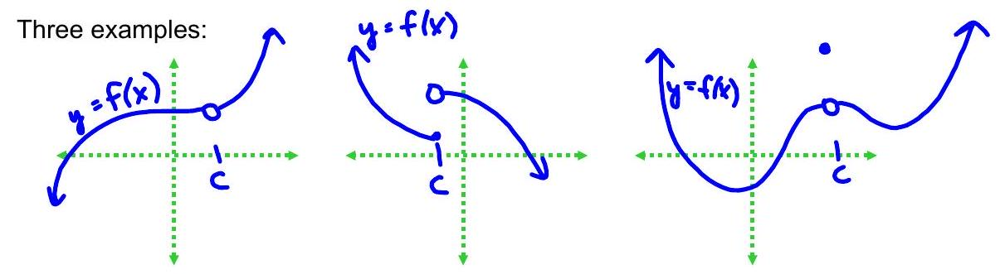 Three examples:
y = f(x)
c
y = f(x)
c
y = f(x)
c